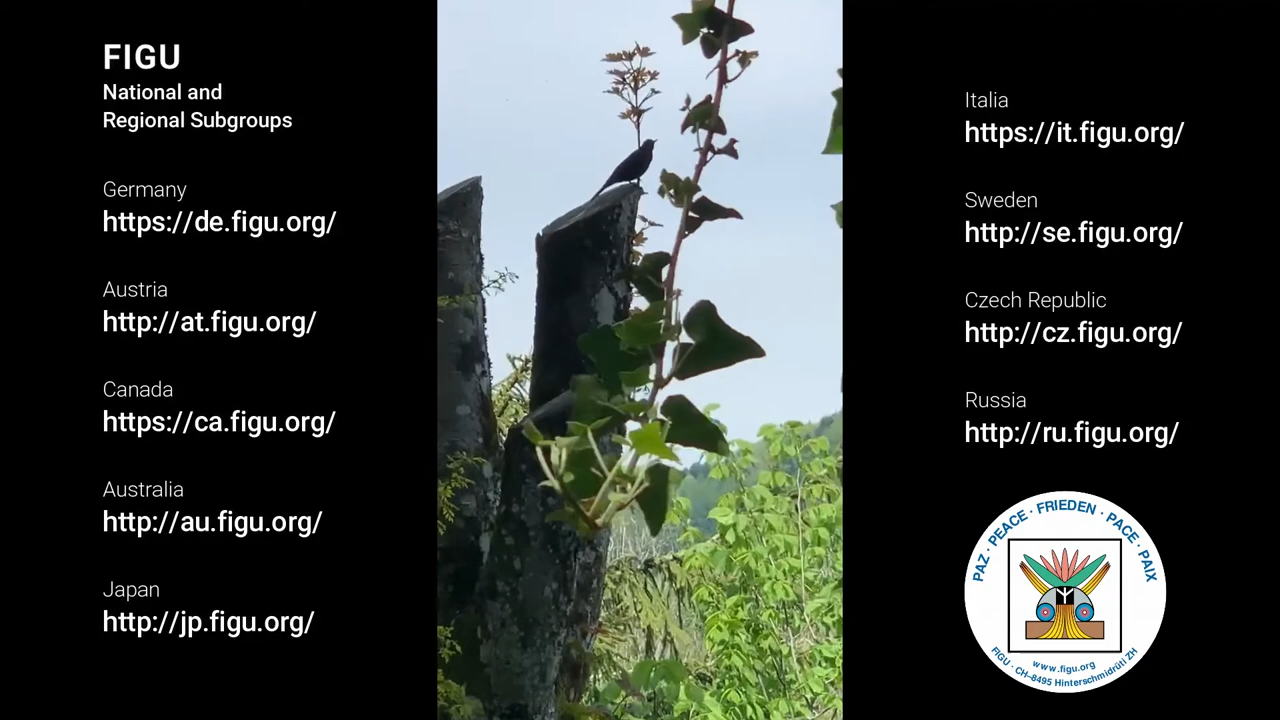 FIGU
National and
Regional Subgroups
Germany
https://de.figu.org/
Austria
http://at.figu.org/
Canada
https://ca.figu.org/
Australia
http://au.figu.org/
Japan
http://jp.figu.org/
Italia
https://it.figu.org/
Sweden
http://se.figu.org/
Czech Republic
http://cz.figu.org/
Russia
http://ru.figu.org/
PAZ · PEACE · FRIEDEN · PACE · PAIX
www.figu.org
FIGU · CH–8495 Hinterschmidrüti ZH